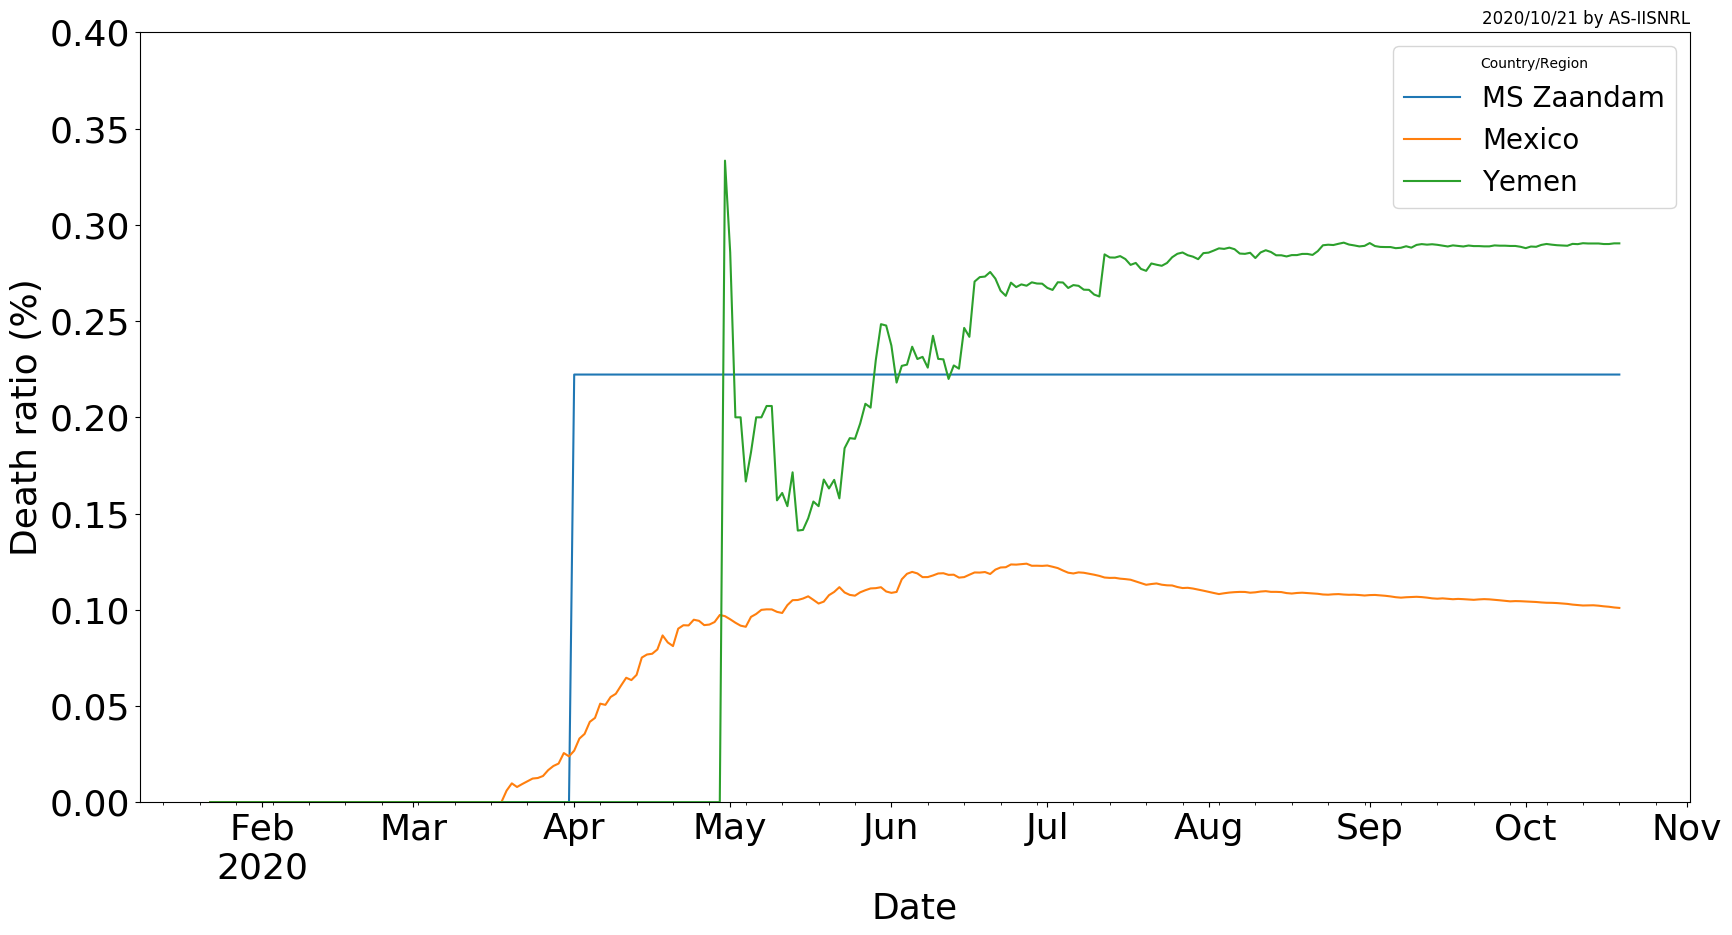 2020/10/21 by AS-IISNRL
Country/Region
MS Zaandam
Mexico
Yemen
Death ratio (%)
0.40
0.35
0.30
0.25
0.20
0.15
0.10
0.05
0.00
Feb Mar Apr May Jun Jul Aug Sep Oct Nov
2020
Date